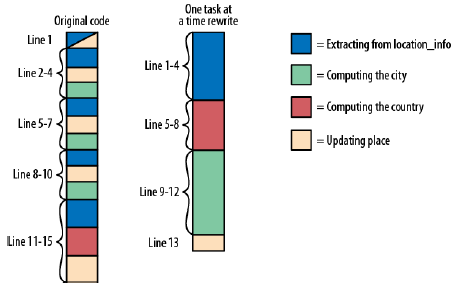 Original code
One task at
a time rewrite
Line 1
Line 2-4
Line 5-7
Line 8-10
Line 11-15
Line 1-4
Line 5-8
Line 9-12
Line 13
= Extracting from location_info
= Computing the city
= Computing the country
= Updating place